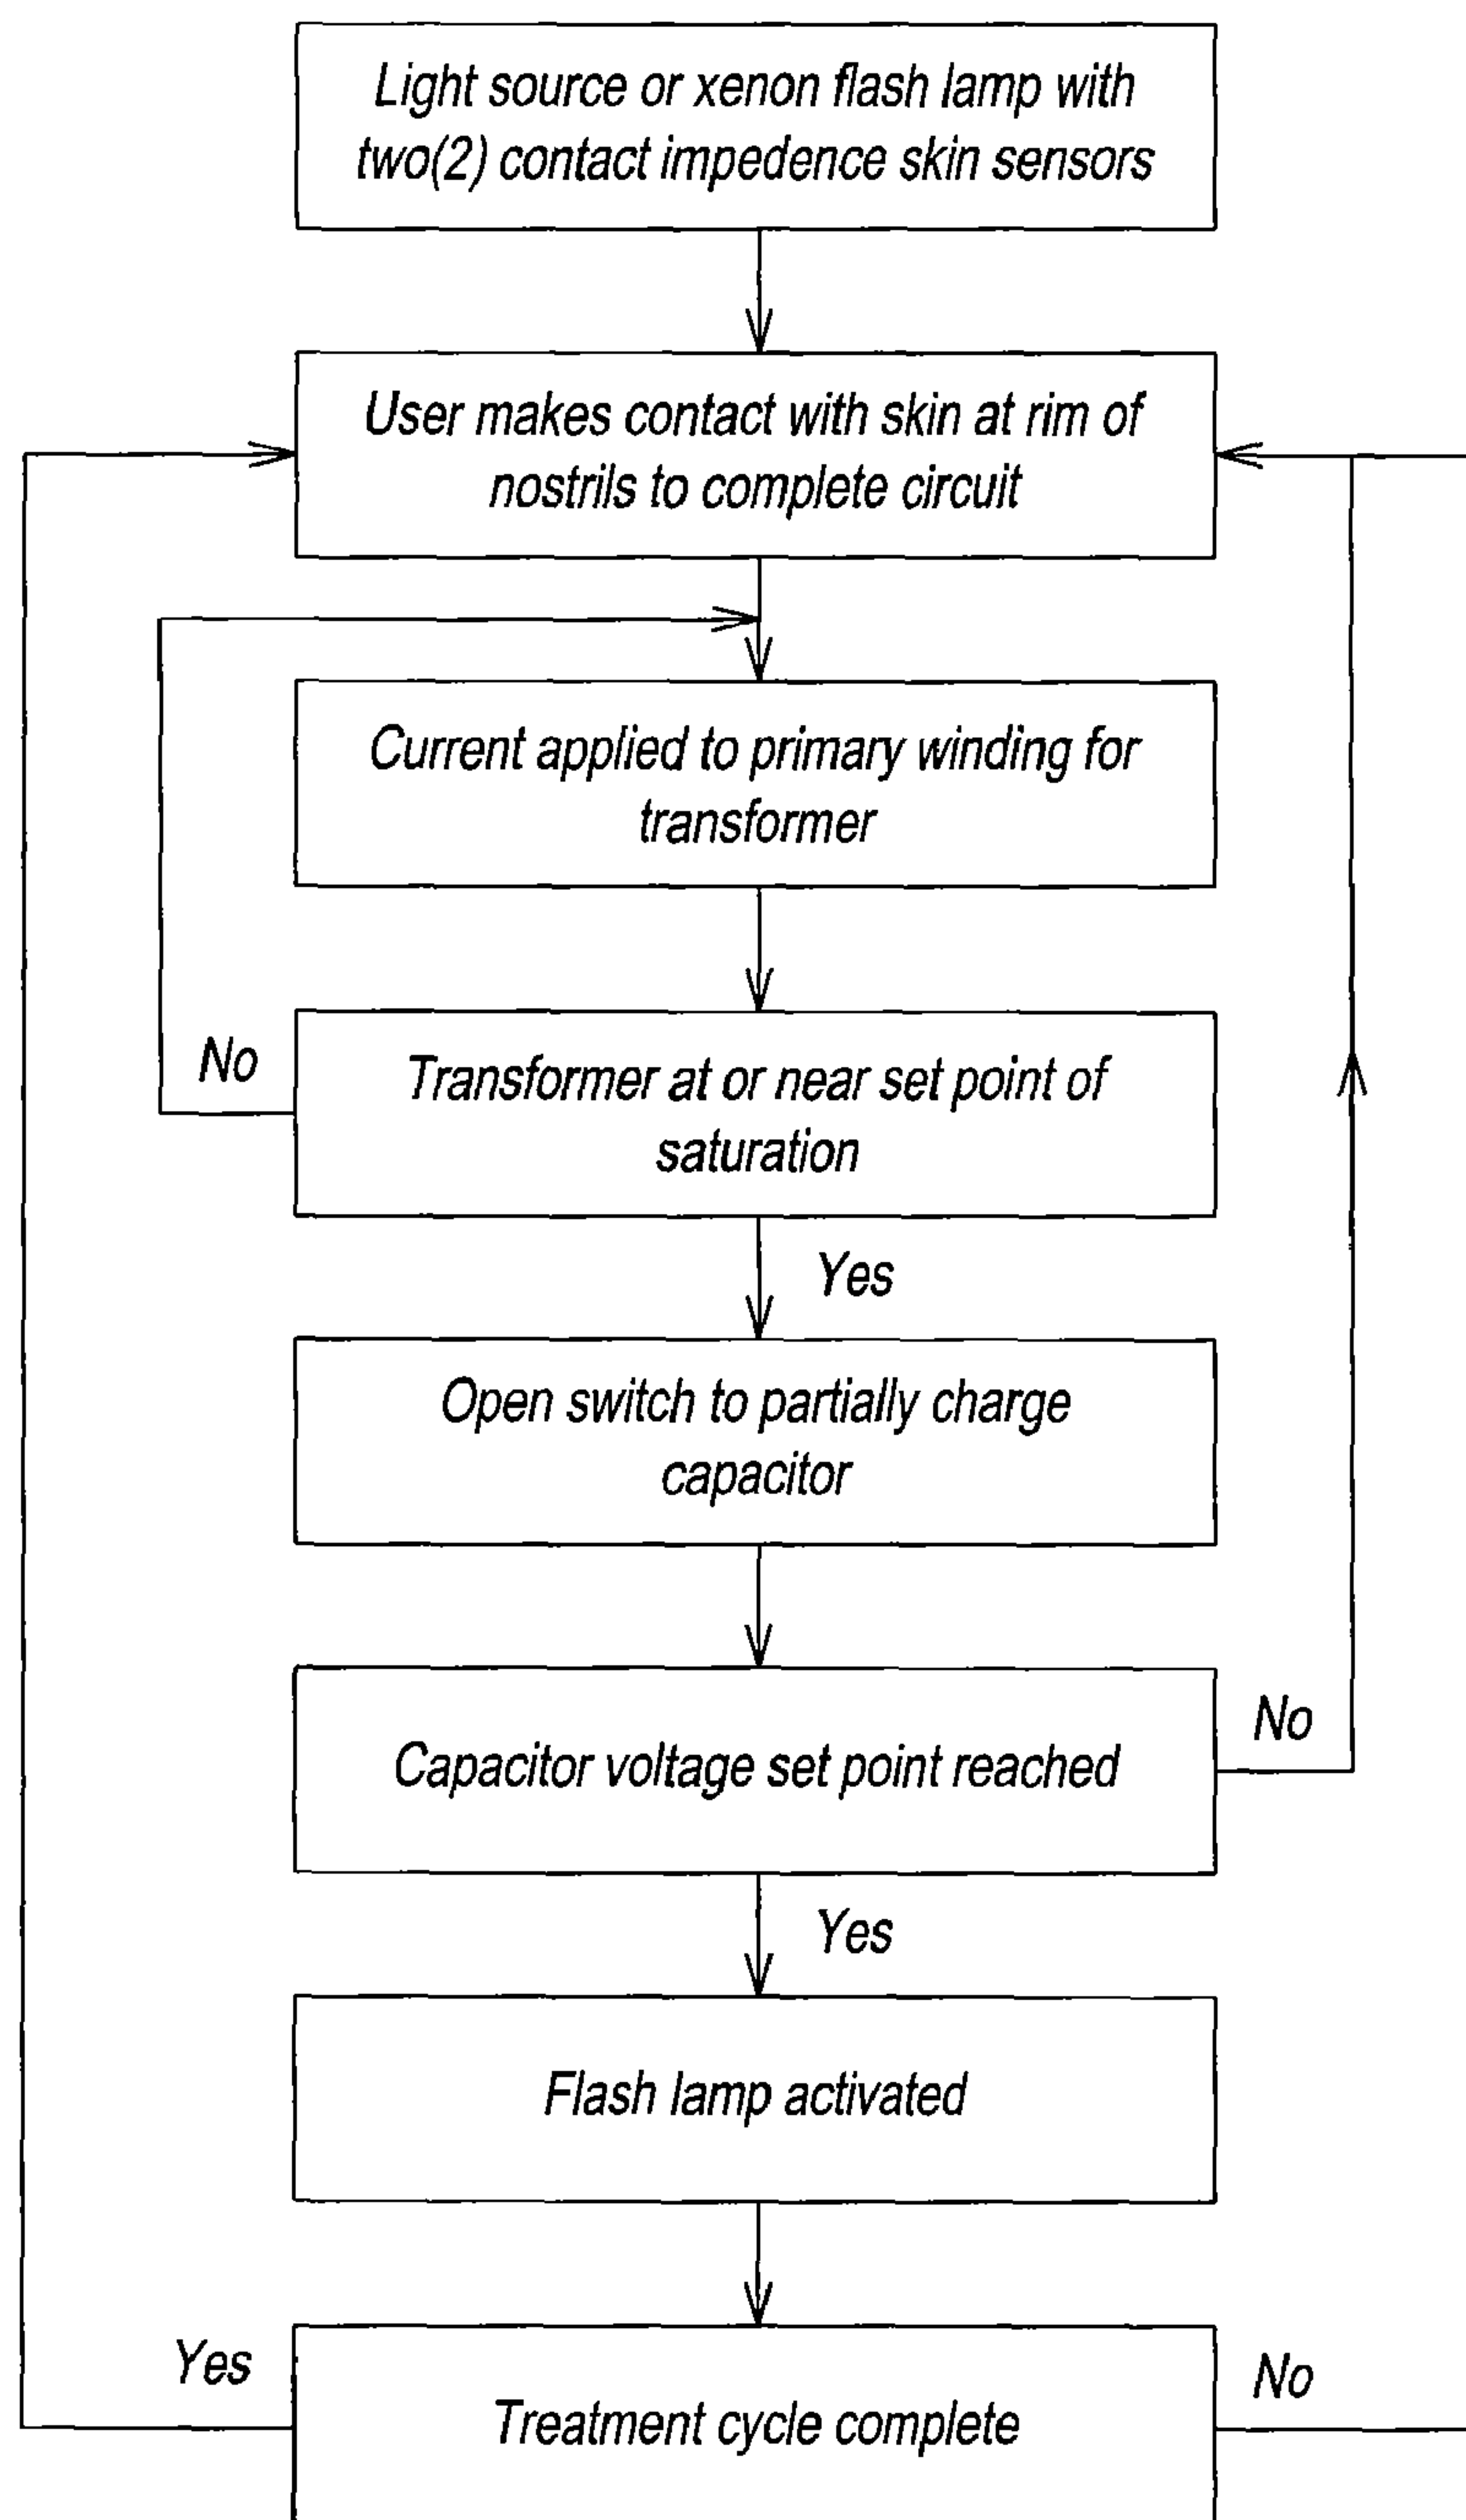 Light source or xenon flash lamp with
two(2) contact impedence skin sensors
User makes contact with skin at rim of
nostrils to complete circuit
Current applied to primary winding for
transformer
No
Transformer at or near set point of
saturation
Yes
Open switch to partially charge
capacitor
No
Capacitor voltage set point reached
Yes
Flash lamp activated
Yes
No
Treatment cycle complete